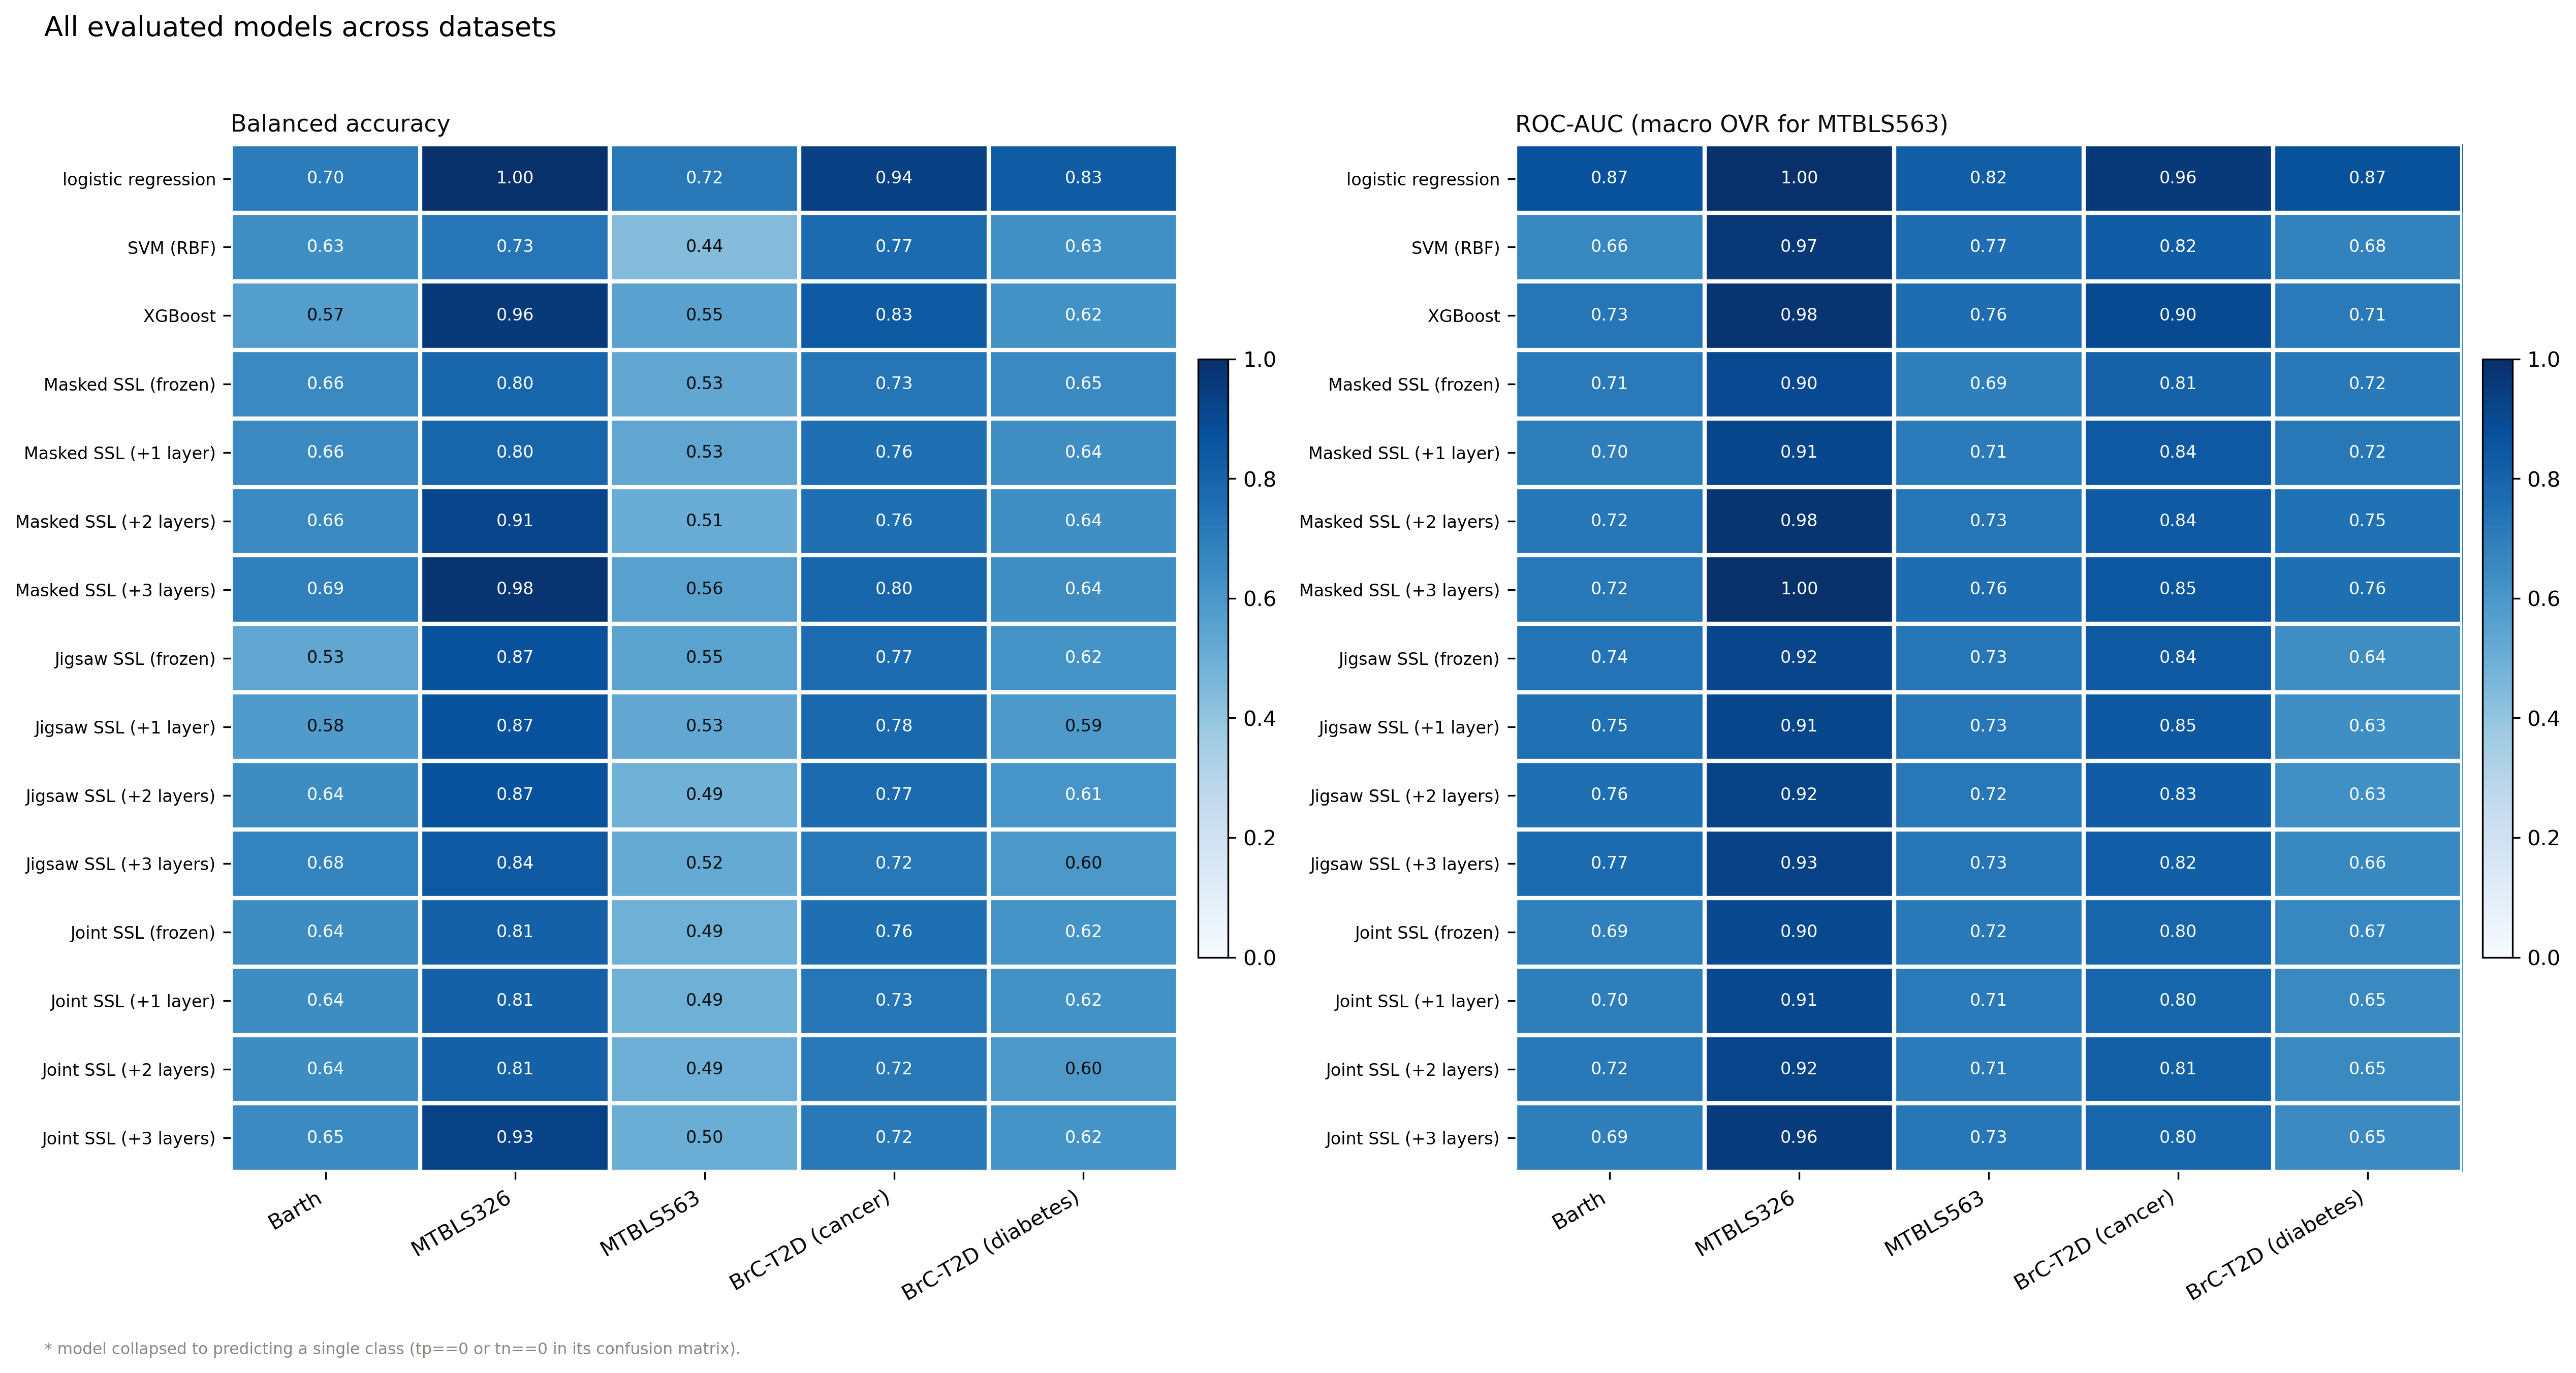 All evaluated models across datasets
Balanced accuracy
logistic regression 0.70 1.00 0.72 0.94 0.83
SVM (RBF) 0.63 0.73 0.44 0.77 0.63
XGBoost 0.57 0.96 0.55 0.83 0.62
Masked SSL (frozen) 0.66 0.80 0.53 0.73 0.65
Masked SSL (+1 layer) 0.66 0.80 0.53 0.76 0.64
Masked SSL (+2 layers) 0.66 0.91 0.51 0.76 0.64
Masked SSL (+3 layers) 0.69 0.98 0.56 0.80 0.64
Jigsaw SSL (frozen) 0.53 0.87 0.55 0.77 0.62
Jigsaw SSL (+1 layer) 0.58 0.87 0.53 0.78 0.59
Jigsaw SSL (+2 layers) 0.64 0.87 0.49 0.77 0.61
Jigsaw SSL (+3 layers) 0.68 0.84 0.52 0.72 0.60
Joint SSL (frozen) 0.64 0.81 0.49 0.76 0.62
Joint SSL (+1 layer) 0.64 0.81 0.49 0.73 0.62
Joint SSL (+2 layers) 0.64 0.81 0.49 0.72 0.60
Joint SSL (+3 layers) 0.65 0.93 0.50 0.72 0.62
Barth MTBLS326 MTBLS563 BrC-T2D (cancer) BrC-T2D (diabetes)
1.0
0.8
0.6
0.4
0.2
0.0
ROC-AUC (macro OVR for MTBLS563)
logistic regression 0.87 1.00 0.82 0.96 0.87
SVM (RBF) 0.66 0.97 0.77 0.82 0.68
XGBoost 0.73 0.98 0.76 0.90 0.71
Masked SSL (frozen) 0.71 0.90 0.69 0.81 0.72
Masked SSL (+1 layer) 0.70 0.91 0.71 0.84 0.72
Masked SSL (+2 layers) 0.72 0.98 0.73 0.84 0.75
Masked SSL (+3 layers) 0.72 1.00 0.76 0.85 0.76
Jigsaw SSL (frozen) 0.74 0.92 0.73 0.84 0.64
Jigsaw SSL (+1 layer) 0.75 0.91 0.73 0.85 0.63
Jigsaw SSL (+2 layers) 0.76 0.92 0.72 0.83 0.63
Jigsaw SSL (+3 layers) 0.77 0.93 0.73 0.82 0.66
Joint SSL (frozen) 0.69 0.90 0.72 0.80 0.67
Joint SSL (+1 layer) 0.70 0.91 0.71 0.80 0.65
Joint SSL (+2 layers) 0.72 0.92 0.71 0.81 0.65
Joint SSL (+3 layers) 0.69 0.96 0.73 0.80 0.65
Barth MTBLS326 MTBLS563 BrC-T2D (cancer) BrC-T2D (diabetes)
1.0
0.8
0.6
0.4
0.2
0.0
* model collapsed to predicting a single class (tp==0 or tn==0 in its confusion matrix).